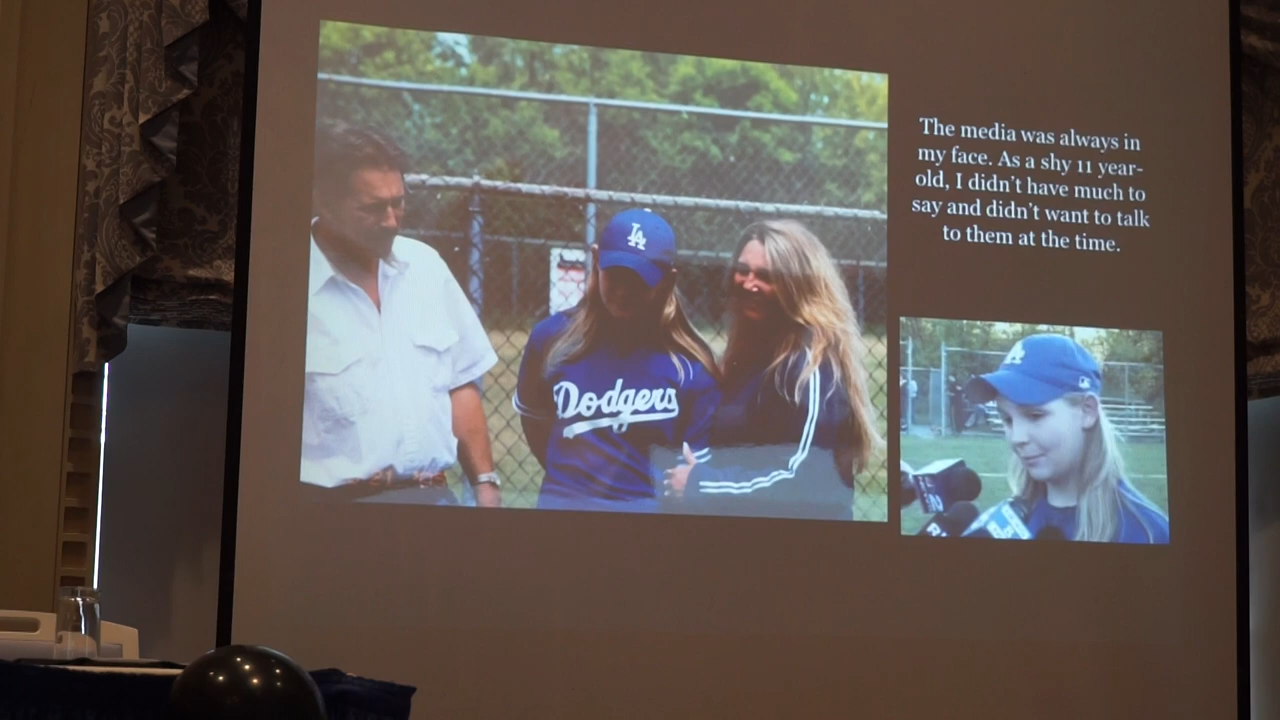 The media was always in
my face. As a shy 11 year-
old, I didn't have much to
say and didn't want to talk
to them at the time.
LA
Dodgers
LA